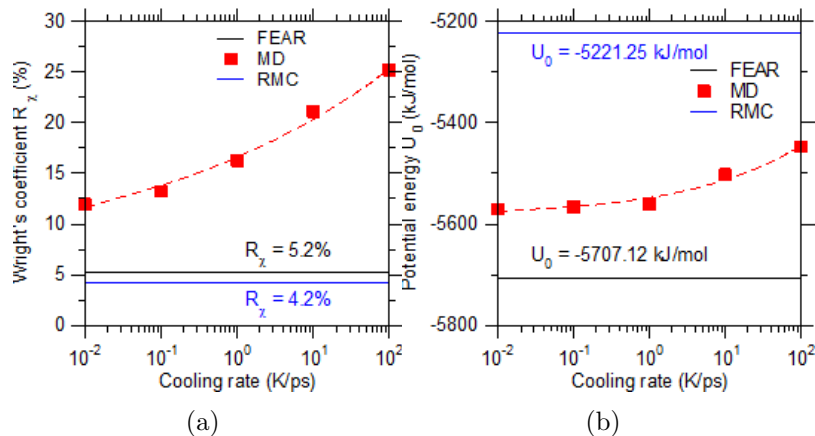 Wright's coefficient R_χ (%)
30
25
20
15
10
5
0
FEAR
MD
RMC
R_χ = 5.2%
R_χ = 4.2%
10^-2
10^-1
10^0
10^1
10^2
Cooling rate (K/ps)
(a)
Potential energy U_0 (kJ/mol)
-5200
-5400
-5600
-5800
U_0 = -5221.25 kJ/mol
FEAR
MD
RMC
U_0 = -5707.12 kJ/mol
10^-2
10^-1
10^0
10^1
10^2
Cooling rate (K/ps)
(b)